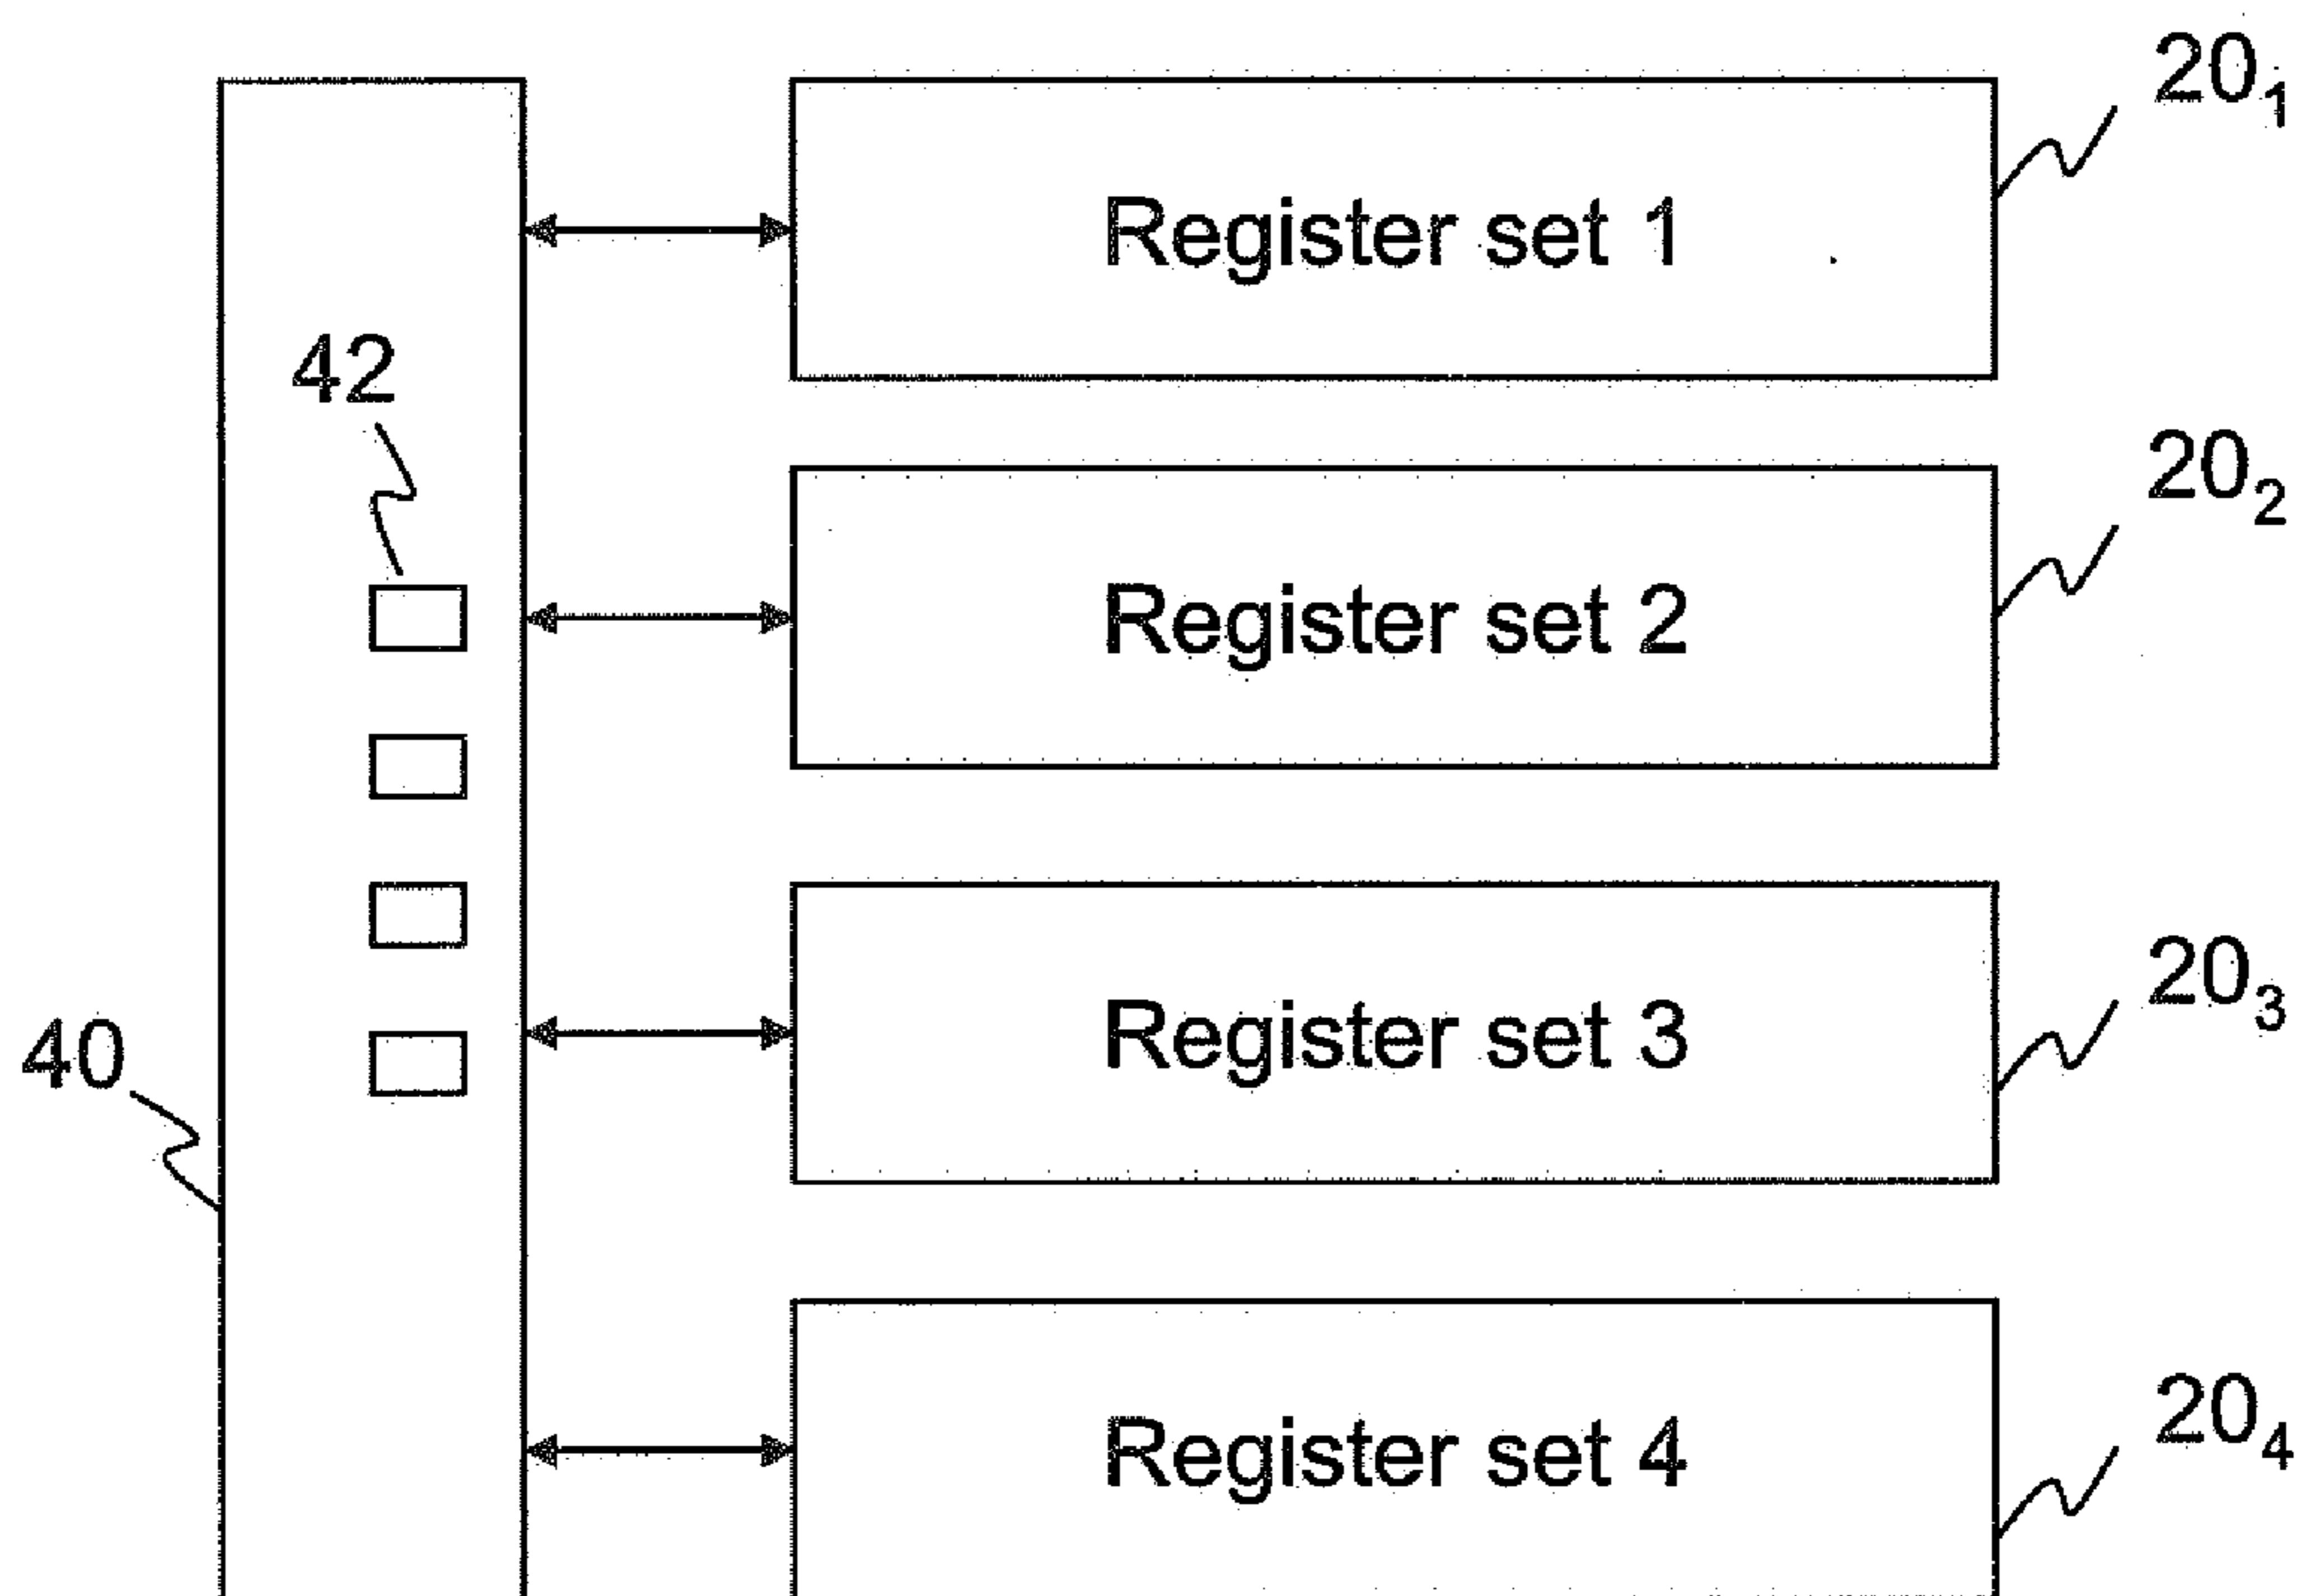 20₁
Register set 1
42
20₂
Register set 2
20₃
Register set 3
40
20₄
Register set 4